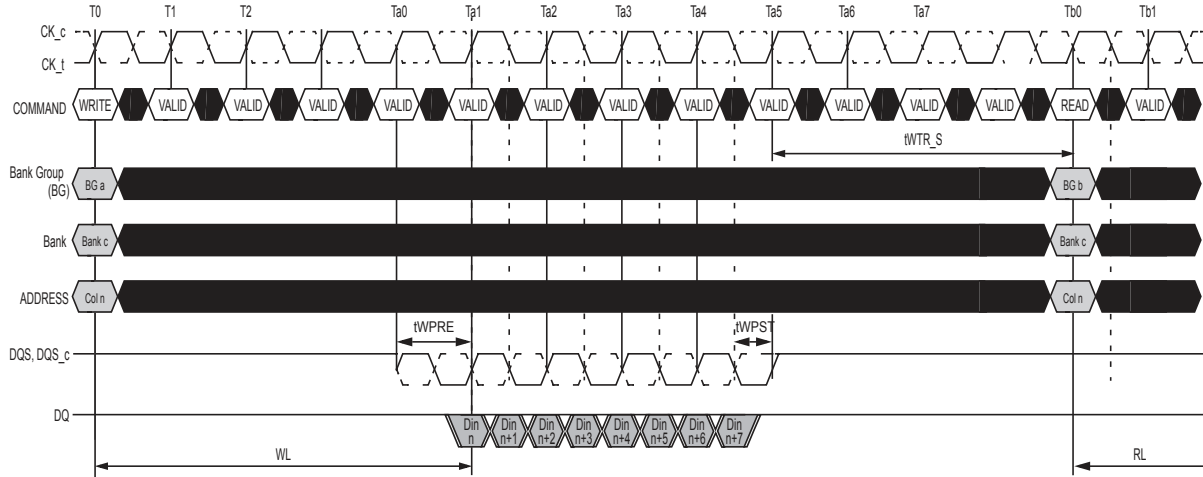 T0 T1 T2 Ta0 Ta1 Ta2 Ta3 Ta4 Ta5 Ta6 Ta7 Tb0 Tb1
CK_c
CK_t
COMMAND WRITE VALID VALID VALID VALID VALID VALID VALID VALID VALID VALID VALID VALID READ VALID
tWTR_S
Bank Group
(BG)
BG a BG b
Bank Bank c Bank c
ADDRESS Col n Col n
tWPRE tWPST
DQS, DQS_c
DQ
Din Din Din Din Din Din Din Din
n n+1 n+2 n+3 n+4 n+5 n+6 n+7
WL RL